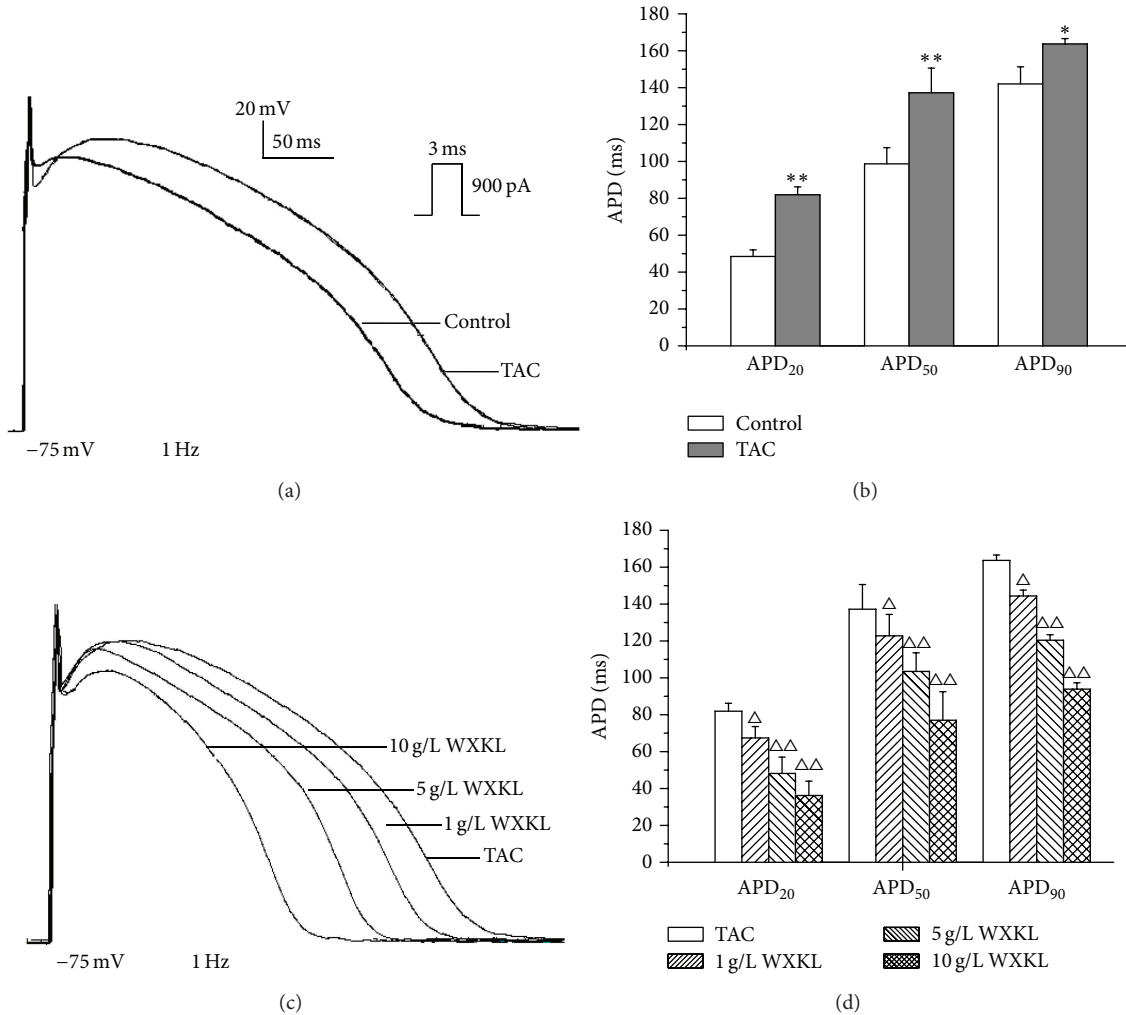 20 mV
50 ms
3 ms
900 pA
Control
TAC
−75 mV 1 Hz
(a)
180
160
140
120
100
80
60
40
20
0
APD (ms)
** ** *
APD₂₀ APD₅₀ APD₉₀
Control
TAC
(b)
10 g/L WXKL
5 g/L WXKL
1 g/L WXKL
TAC
−75 mV 1 Hz
(c)
180
160
140
120
100
80
60
40
20
0
APD (ms)
△ △△ △△ △ △△ △△ △ △△ △△
APD₂₀ APD₅₀ APD₉₀
TAC 5 g/L WXKL
1 g/L WXKL 10 g/L WXKL
(d)